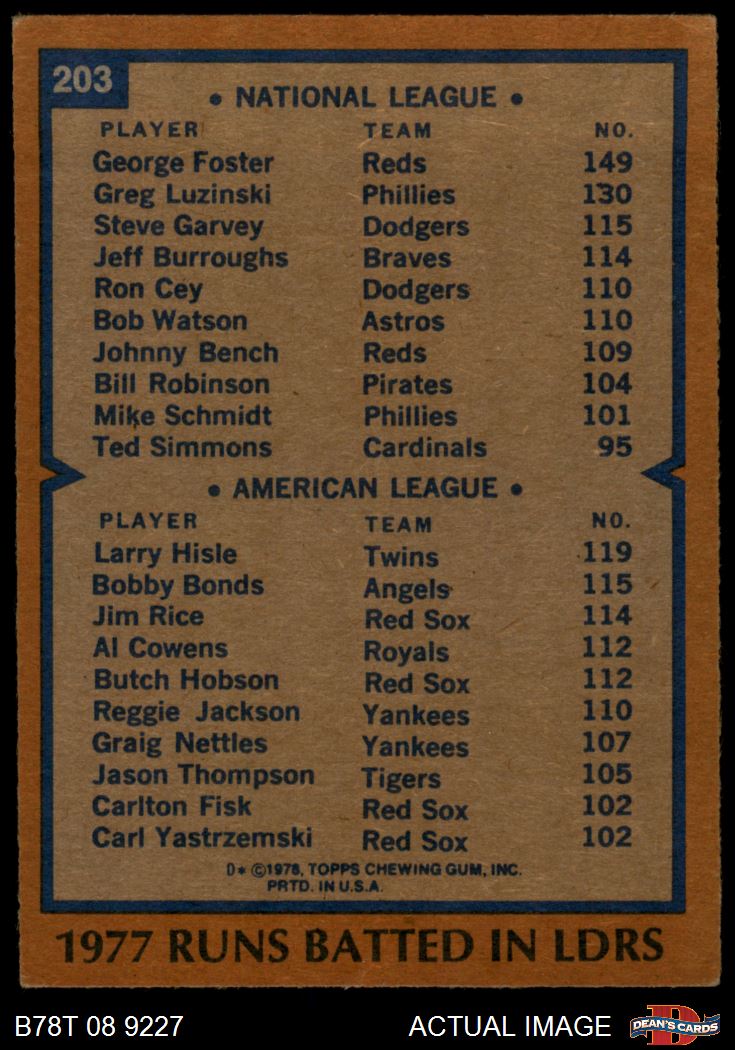 203
• NATIONAL LEAGUE •
PLAYER TEAM NO.
George Foster Reds 149
Greg Luzinski Phillies 130
Steve Garvey Dodgers 115
Jeff Burroughs Braves 114
Ron Cey Dodgers 110
Bob Watson Astros 110
Johnny Bench Reds 109
Bill Robinson Pirates 104
Mike Schmidt Phillies 101
Ted Simmons Cardinals 95
• AMERICAN LEAGUE •
PLAYER TEAM NO.
Larry Hisle Twins 119
Bobby Bonds Angels 115
Jim Rice Red Sox 114
Al Cowens Royals 112
Butch Hobson Red Sox 112
Reggie Jackson Yankees 110
Graig Nettles Yankees 107
Jason Thompson Tigers 105
Carlton Fisk Red Sox 102
Carl Yastrzemski Red Sox 102
D* ©1978, TOPPS CHEWING GUM, INC.
PRTD. IN U.S.A.
1977 RUNS BATTED IN LDRS
B78T 08 9227 ACTUAL IMAGE D DEAN'S CARDS